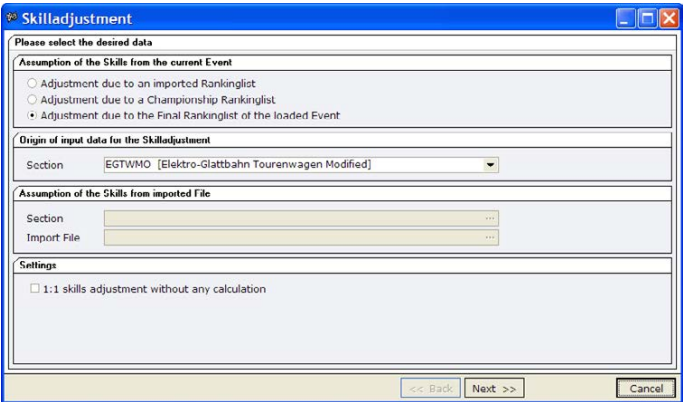 Skilladjustment
Please select the desired data
Assumption of the Skills from the current Event
Adjustment due to an imported Rankinglist
Adjustment due to a Championship Rankinglist
Adjustment due to the Final Rankinglist of the loaded Event
Origin of input data for the Skilladjustment
Section EGTWMO [Elektro-Glattbahn Tourenwagen Modified]
Assumption of the Skills from imported File
Section ...
Import File ...
Settings
1:1 skills adjustment without any calculation
<< Back Next >> Cancel